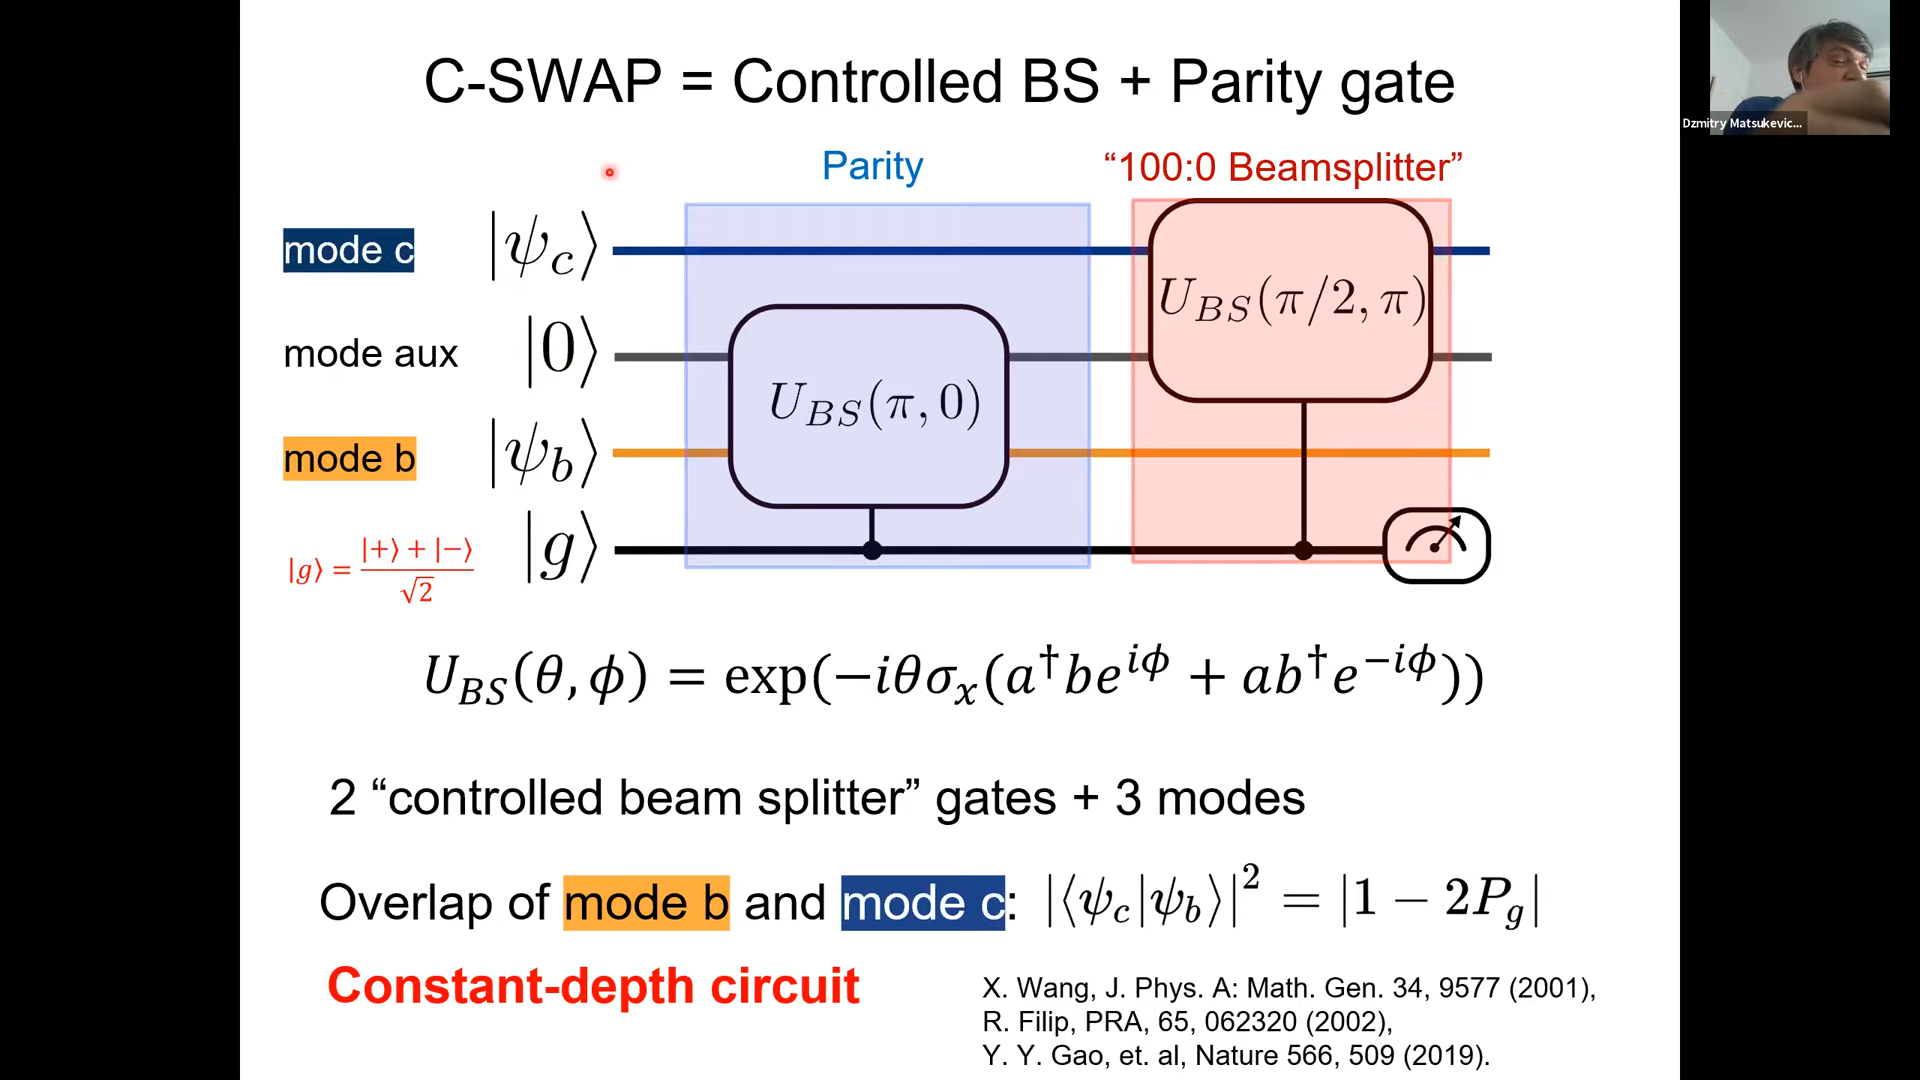 C-SWAP = Controlled BS + Parity gate
Dzmitry Matsukevic...
Parity
“100:0 Beamsplitter”
mode c |ψ_c⟩
U_BS(π/2, π)
mode aux |0⟩
U_BS(π, 0)
mode b |ψ_b⟩
|g⟩ = (|+⟩ + |−⟩)/√2 |g⟩
U_BS(θ, ϕ) = exp(−iθσ_x(a†be^{iϕ} + ab†e^{−iϕ}))
2 “controlled beam splitter” gates + 3 modes
Overlap of mode b and mode c: |⟨ψ_c|ψ_b⟩|² = |1 − 2P_g|
Constant-depth circuit
X. Wang, J. Phys. A: Math. Gen. 34, 9577 (2001),
R. Filip, PRA, 65, 062320 (2002),
Y. Y. Gao, et. al, Nature 566, 509 (2019).